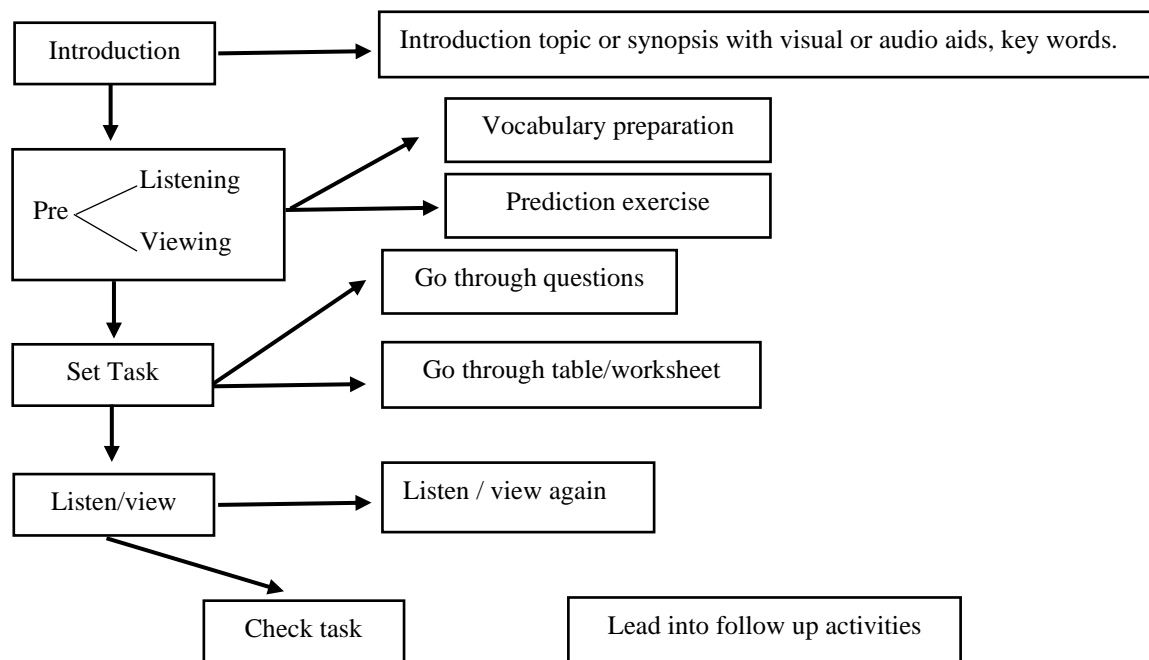 Introduction
Introduction topic or synopsis with visual or audio aids, key words.
Vocabulary preparation
Listening
Pre
Viewing
Prediction exercise
Go through questions
Set Task
Go through table/worksheet
Listen/view
Listen / view again
Check task
Lead into follow up activities